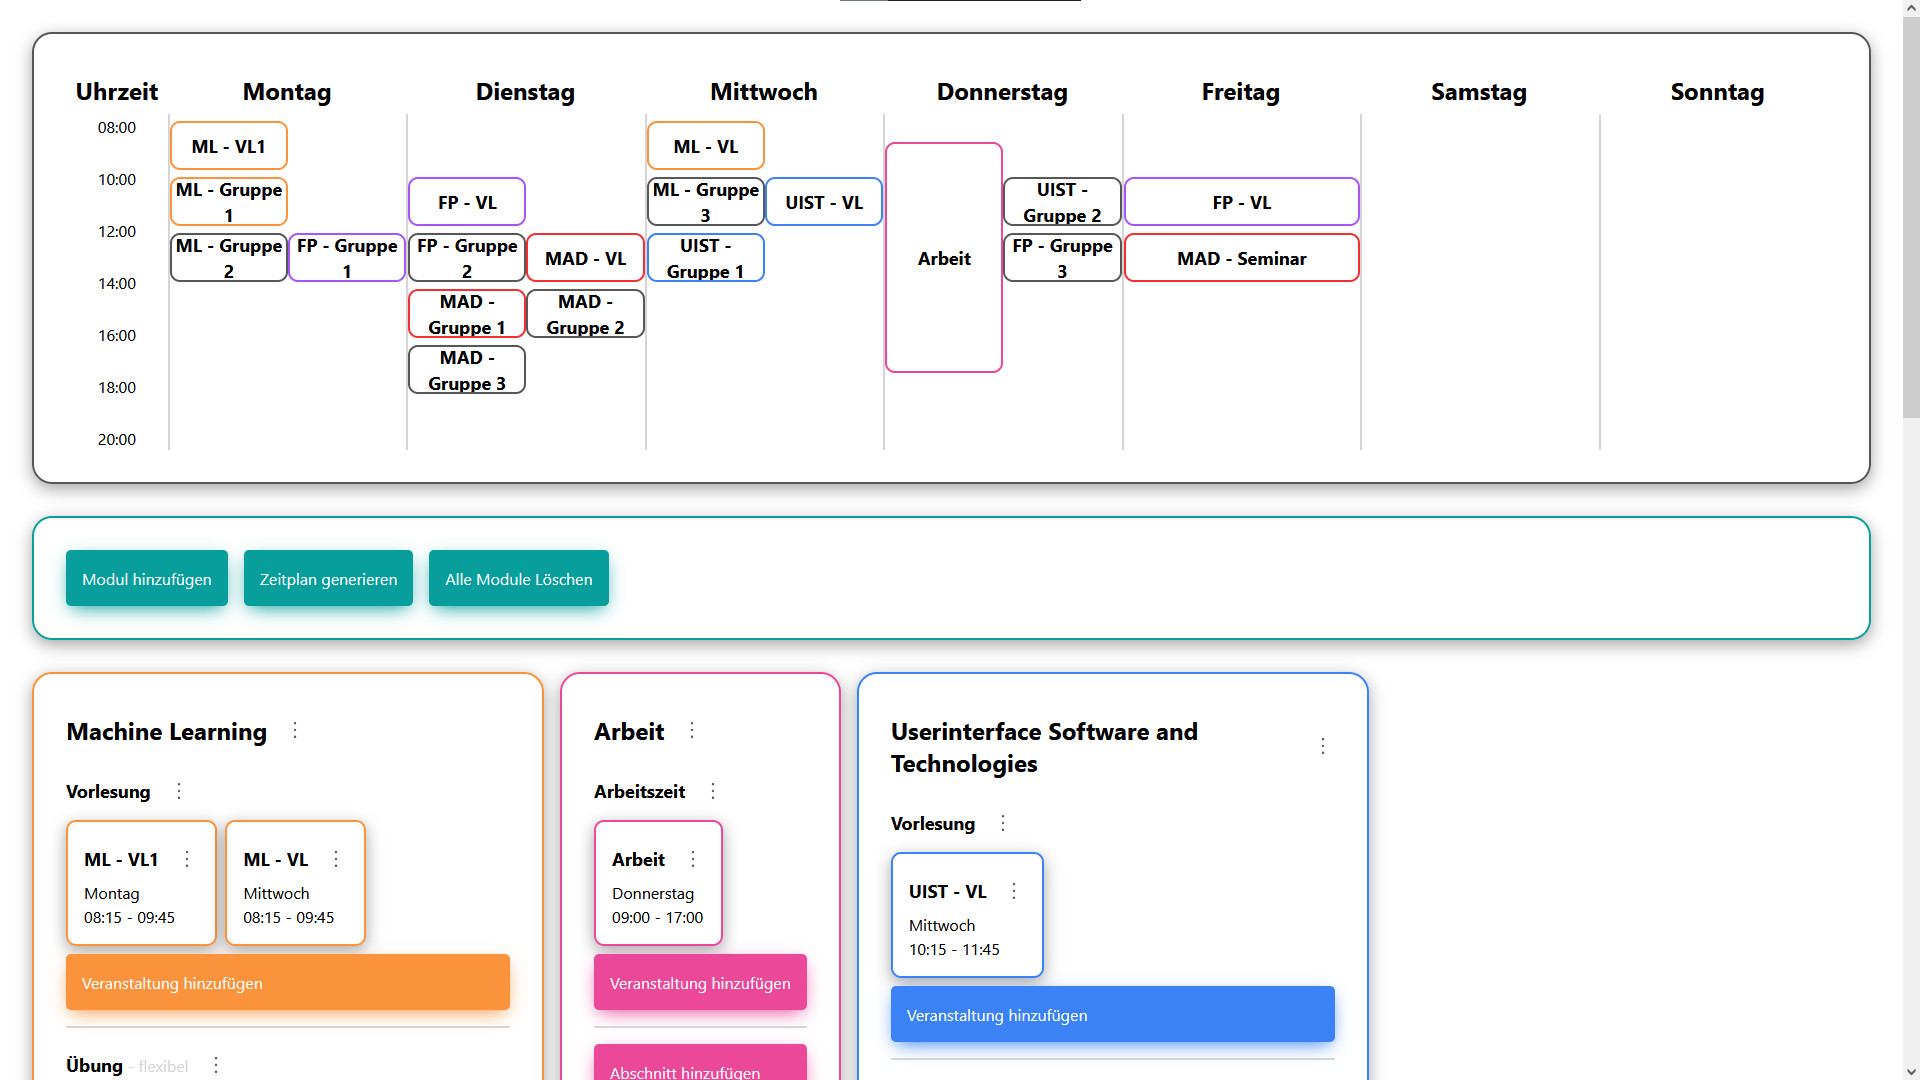 Uhrzeit Montag Dienstag Mittwoch Donnerstag Freitag Samstag Sonntag
08:00
10:00
12:00
14:00
16:00
18:00
20:00
ML - VL1
ML - Gruppe
1
ML - Gruppe
2
FP - Gruppe
1
FP - VL
FP - Gruppe
2
MAD - VL
MAD -
Gruppe 1
MAD -
Gruppe 2
MAD -
Gruppe 3
ML - VL
ML - Gruppe
3
UIST - VL
UIST -
Gruppe 1
Arbeit
UIST -
Gruppe 2
FP - Gruppe
3
FP - VL
MAD - Seminar
Modul hinzufügen
Zeitplan generieren
Alle Module Löschen
Machine Learning
Vorlesung
ML - VL1
Montag
08:15 - 09:45
ML - VL
Mittwoch
08:15 - 09:45
Veranstaltung hinzufügen
Übung - flexibel
Arbeit
Arbeitszeit
Arbeit
Donnerstag
09:00 - 17:00
Veranstaltung hinzufügen
Abschnitt hinzufügen
Userinterface Software and
Technologies
Vorlesung
UIST - VL
Mittwoch
10:15 - 11:45
Veranstaltung hinzufügen